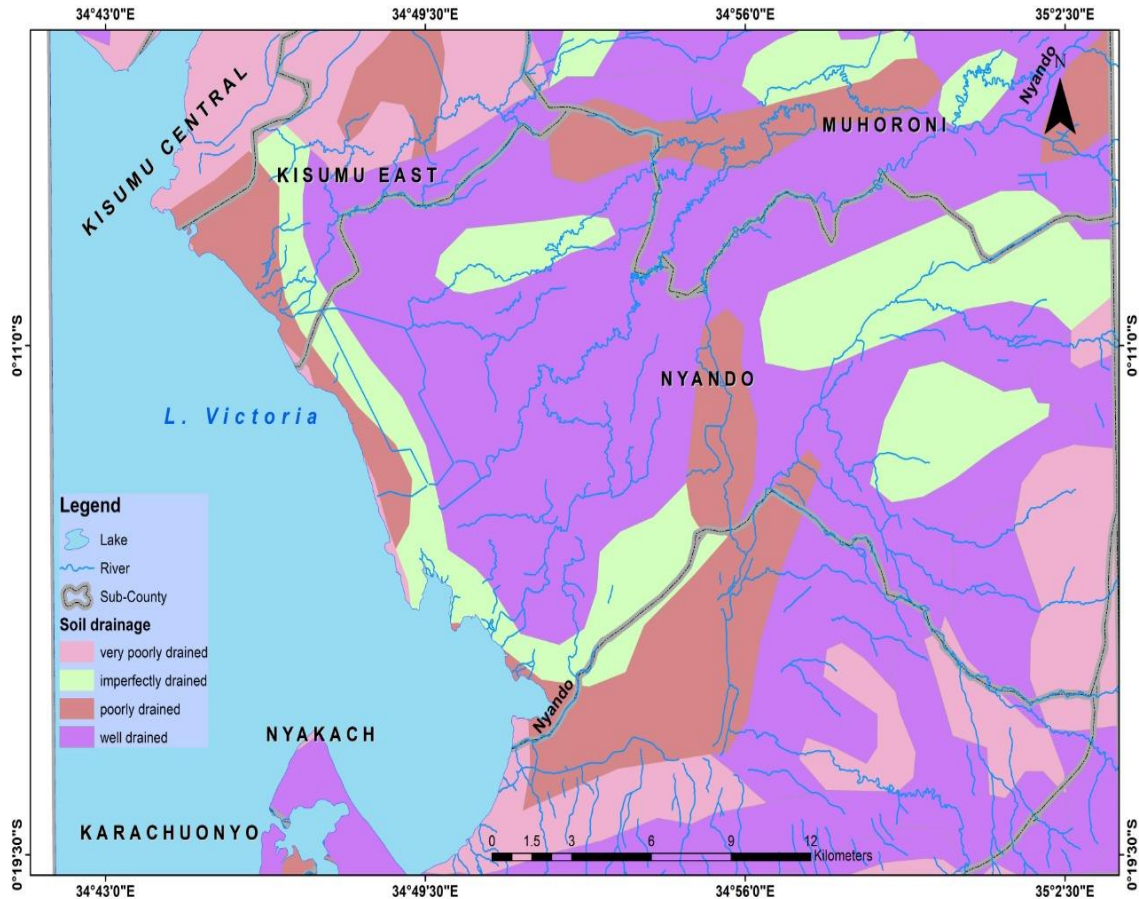 34°43'0"E
34°49'30"E
34°56'0"E
35°2'30"E
KISUMU CENTRAL
KISUMU EAST
MUHORONI
Nyando
N
0°11'0"S
0°11'0"S
NYANDO
L. Victoria
Legend
Lake
River
Sub-County
Soil drainage
very poorly drained
imperfectly drained
poorly drained
well drained
Nyando
NYAKACH
KARACHUONYO
0 1.5 3 6 9 12
Kilometers
0°19'30"S
0°19'30"S
34°43'0"E
34°49'30"E
34°56'0"E
35°2'30"E